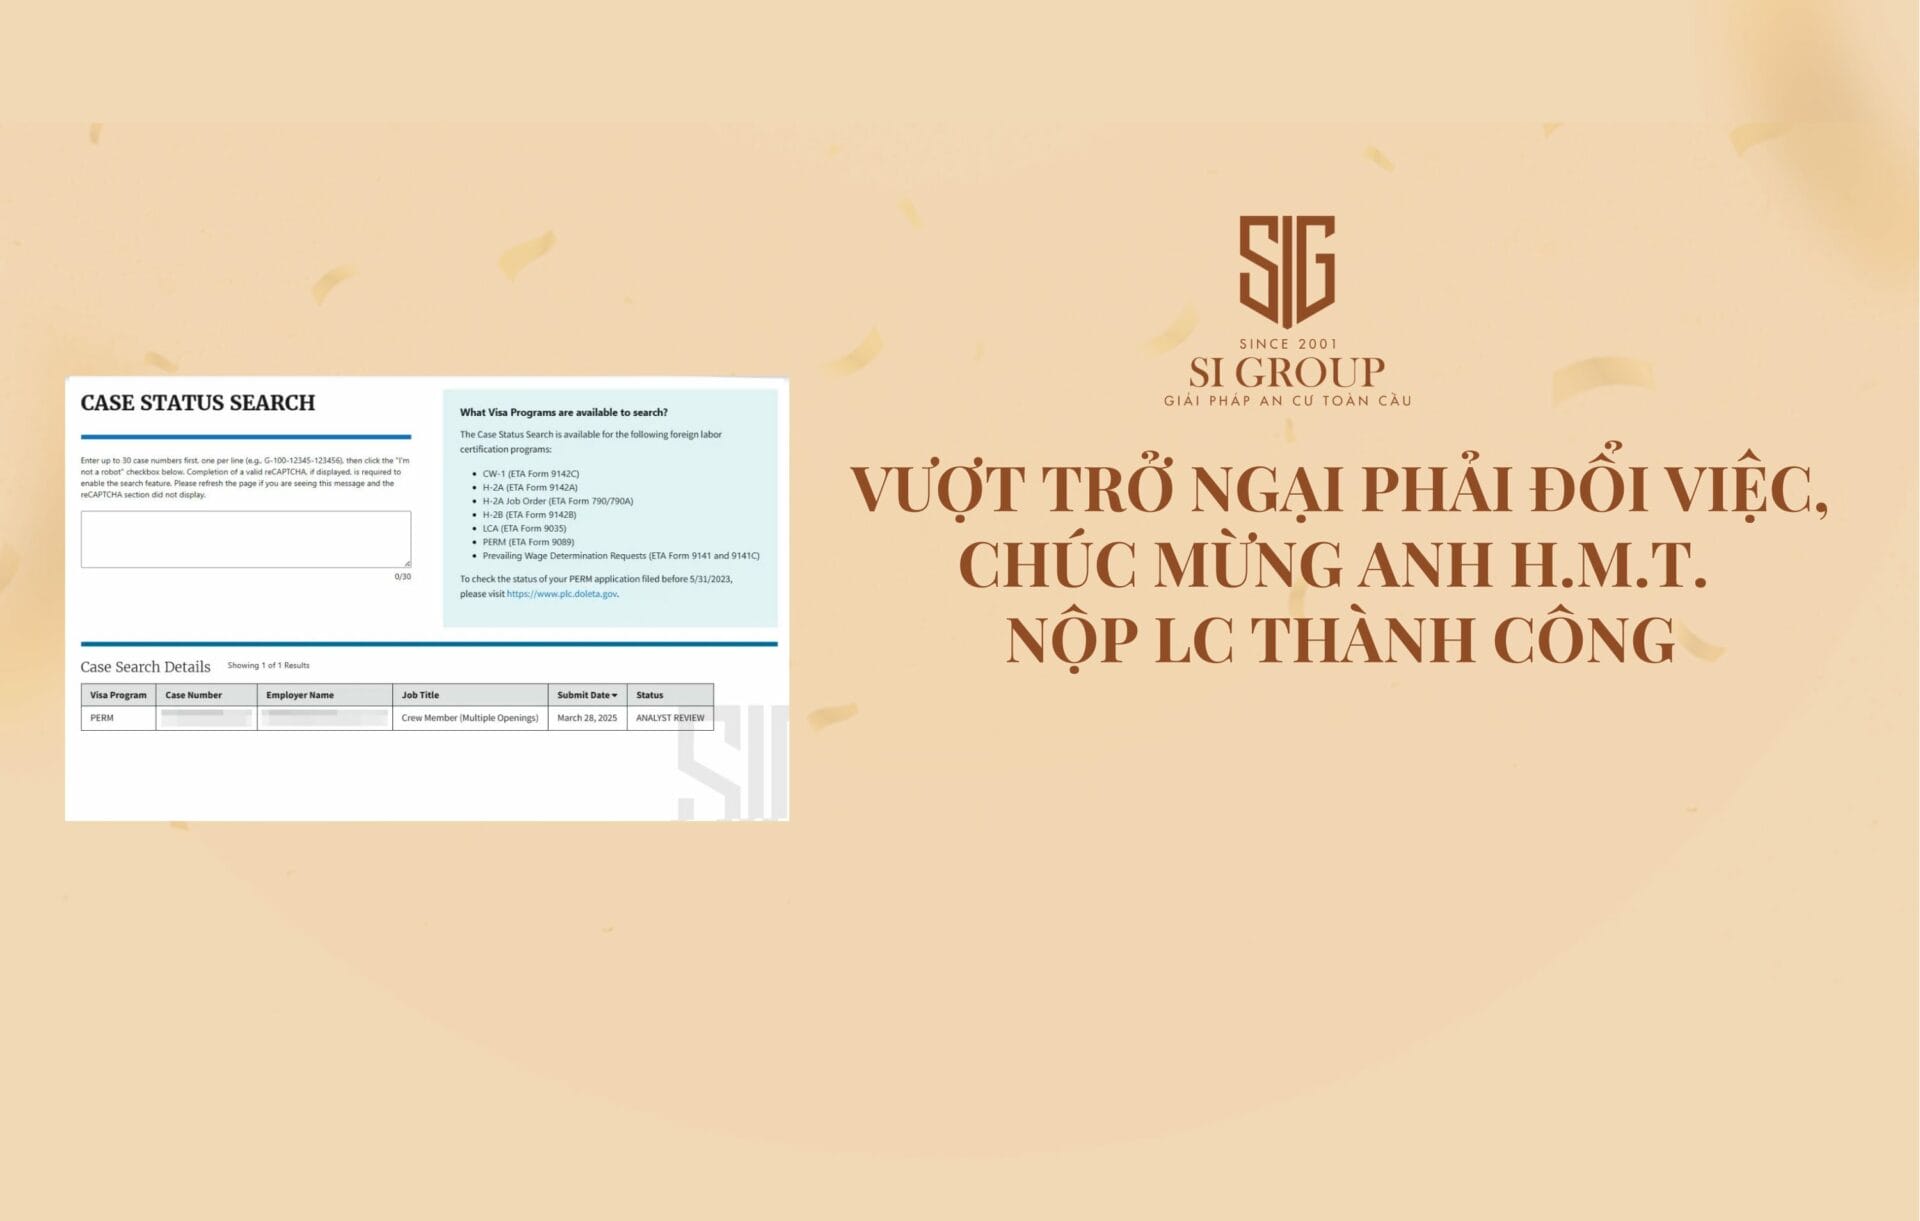 CASE STATUS SEARCH
Enter up to 30 case numbers first, one per line (e.g., G-100-12345-123456), then click the "I'm
not a robot" checkbox below. Completion of a valid reCAPTCHA, if displayed, is required to
enable the search feature. Please refresh the page if you are seeing this message and the
reCAPTCHA section did not display.
0/30
What Visa Programs are available to search?
The Case Status Search is available for the following foreign labor
certification programs:
• CW-1 (ETA Form 9142C)
• H-2A (ETA Form 9142A)
• H-2A Job Order (ETA Form 790/790A)
• H-2B (ETA Form 9142B)
• LCA (ETA Form 9035)
• PERM (ETA Form 9089)
• Prevailing Wage Determination Requests (ETA Form 9141 and 9141C)
To check the status of your PERM application filed before 5/31/2023,
please visit https://www.plc.doleta.gov.
Case Search Details Showing 1 of 1 Results
Visa Program Case Number Employer Name Job Title Submit Date Status
PERM Crew Member (Multiple Openings) March 28, 2025 ANALYST REVIEW
SIG
SIG
SINCE 2001
SI GROUP
GIẢI PHÁP AN CƯ TOÀN CẦU
VƯỢT TRỞ NGẠI PHẢI ĐỔI VIỆC,
CHÚC MỪNG ANH H.M.T.
NỘP LC THÀNH CÔNG